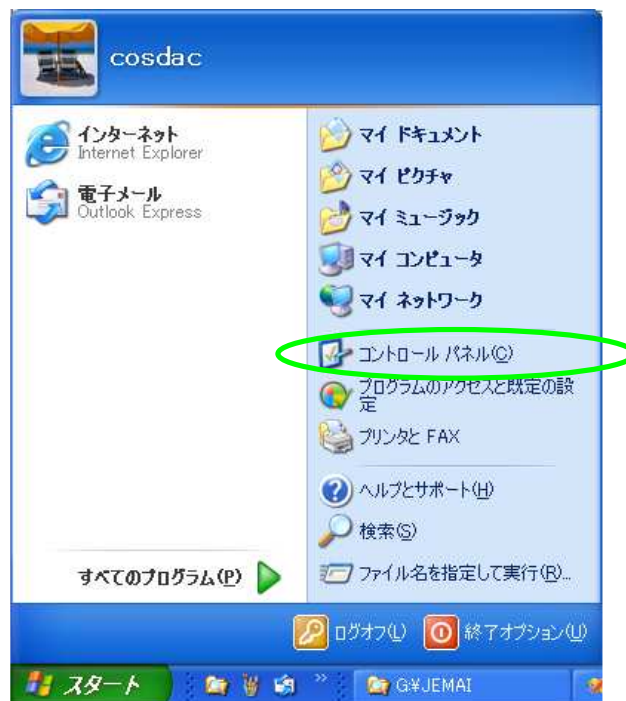 cosdac
インターネット
Internet Explorer
電子メール
Outlook Express
すべてのプログラム(P)
マイ ドキュメント
マイ ピクチャ
マイ ミュージック
マイ コンピュータ
マイ ネットワーク
コントロール パネル(C)
プログラムのアクセスと既定の設
定
プリンタと FAX
ヘルプとサポート(H)
検索(S)
ファイル名を指定して実行(R)...
ログオフ(L)
終了オプション(U)
スタート
»
G¥JEMAI